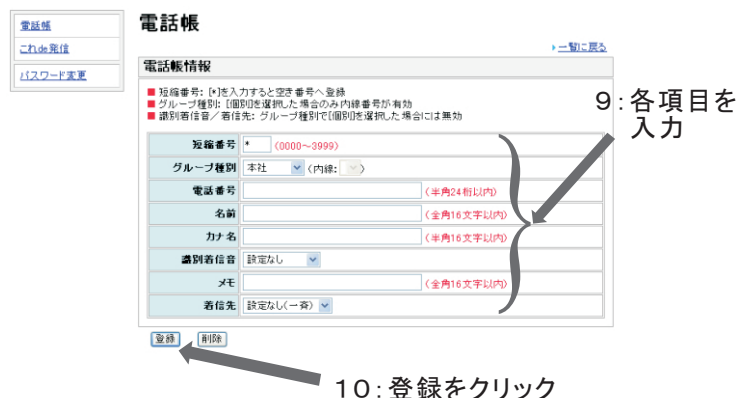 電話帳
これde発信
パスワード変更
電話帳
一覧に戻る
電話帳情報
短縮番号: [*]を入力すると空き番号へ登録
グループ種別: [個別]を選択した場合のみ内線番号が有効
識別着信音／着信先: グループ種別で[個別]を選択した場合には無効
短縮番号 * (0000～3999)
グループ種別 本社 (内線: )
電話番号 (半角24桁以内)
名前 (全角16文字以内)
カナ名 (半角16文字以内)
識別着信音 設定なし
メモ (全角16文字以内)
着信先 設定なし(一斉)
登録 削除
９：各項目を
入力
１０：登録をクリック